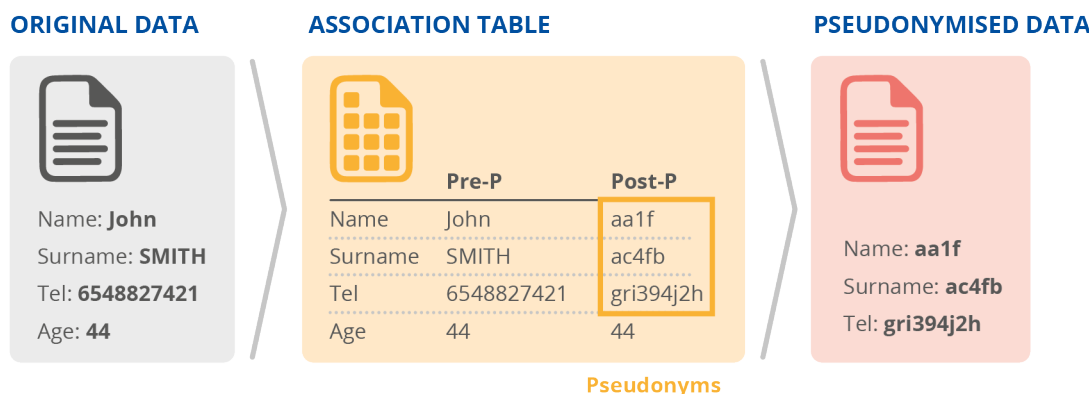 ORIGINAL DATA
Name: John
Surname: SMITH
Tel: 6548827421
Age: 44
ASSOCIATION TABLE
Pre-P Post-P
Name John aa1f
Surname SMITH ac4fb
Tel 6548827421 gri394j2h
Age 44 44
Pseudonyms
PSEUDONYMISED DATA
Name: aa1f
Surname: ac4fb
Tel: gri394j2h